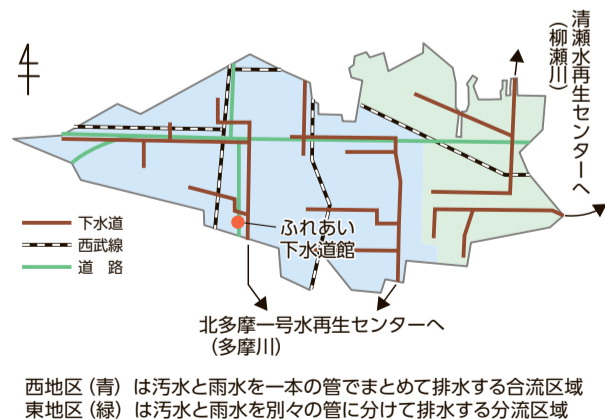 清瀬水再生センターへ
（柳瀬川）
下水道
西武線
道　路
ふれあい
下水道館
北多摩一号水再生センターへ
（多摩川）
西地区（青）は汚水と雨水を一本の管でまとめて排水する合流区域
東地区（緑）は汚水と雨水を別々の管に分けて排水する分流区域